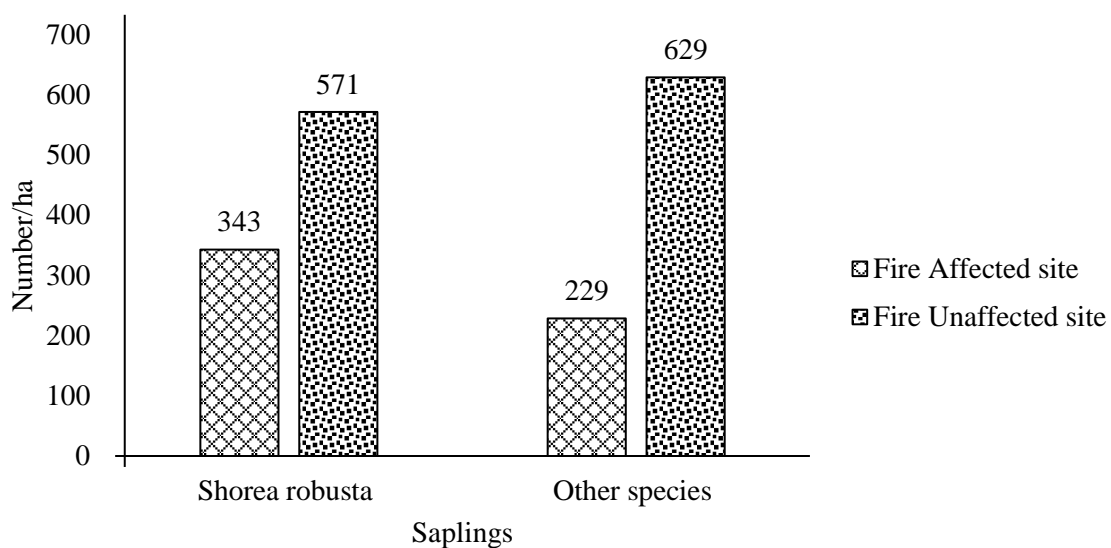 700
600
500
400
300
200
100
0
Number/ha
343
571
229
629
Shorea robusta
Other species
Saplings
Fire Affected site
Fire Unaffected site